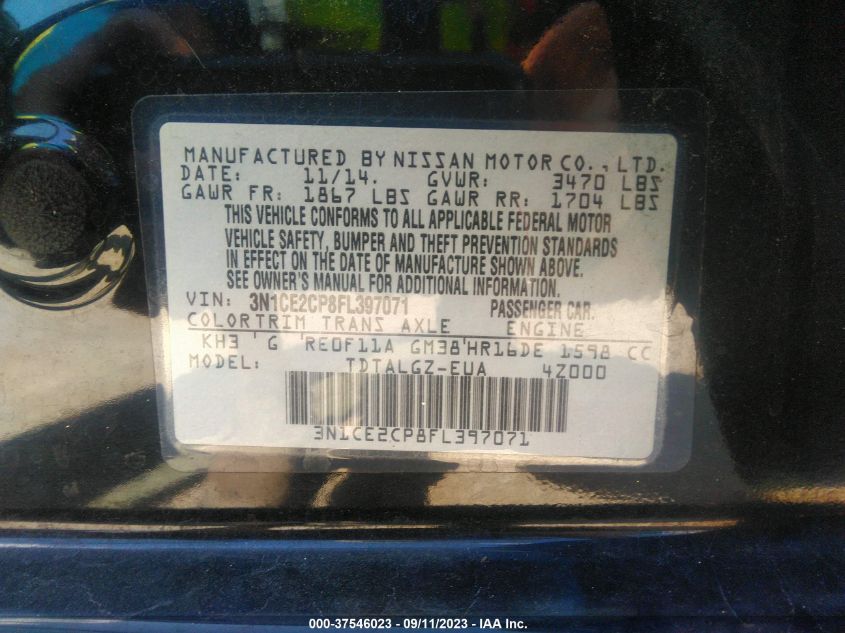 MANUFACTURED BY NISSAN MOTOR CO., LTD.
DATE: 11/14. GVWR: 3470 LBS
GAWR FR: 1867 LBS GAWR RR: 1704 LBS
THIS VEHICLE CONFORMS TO ALL APPLICABLE FEDERAL MOTOR
VEHICLE SAFETY, BUMPER AND THEFT PREVENTION STANDARDS
IN EFFECT ON THE DATE OF MANUFACTURE SHOWN ABOVE.
SEE OWNER'S MANUAL FOR ADDITIONAL INFORMATION.
VIN: 3N1CE2CP8FL397071 PASSENGER CAR.
COLOR TRIM TRANS AXLE ENGINE
KH3 'G 'RE0F11A GM38'HR16DE 1598 CC
MODEL: TDTALGZ-EUA 4Z000
3N1CE2CP8FL397071
000-37546023 - 09/11/2023 - IAA Inc.